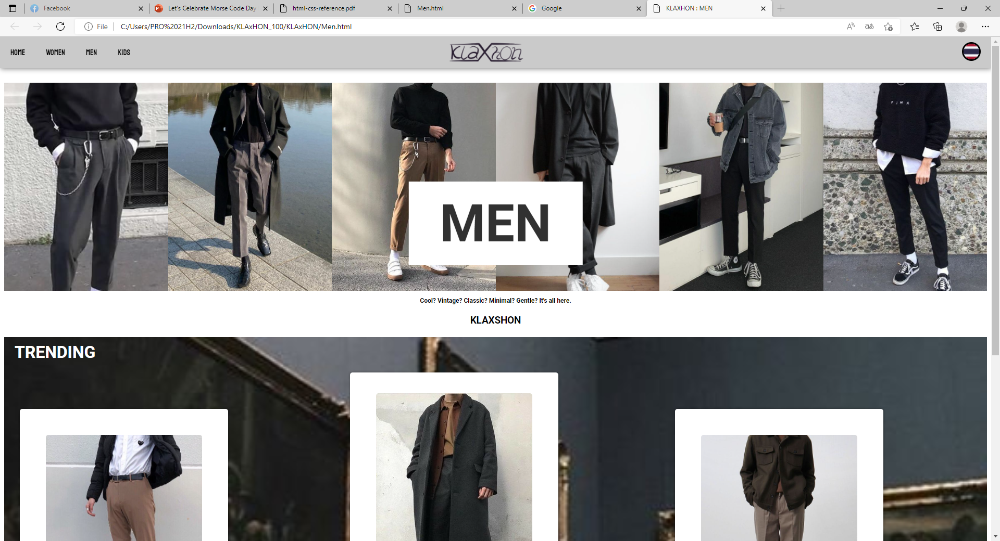 Facebook
Let's Celebrate Morse Code Day
html-css-reference.pdf
Men.html
Google
KLAXHON : MEN
File
C:/Users/PRO%2021H2/Downloads/KLAxHON_100/KLAxHON/Men.html
HOME
WOMEN
MEN
KIDS
KlaXhon
PUMA
MEN
Cool? Vintage? Classic? Minimal? Gentle? It's all here.
KLAXSHON
TRENDING